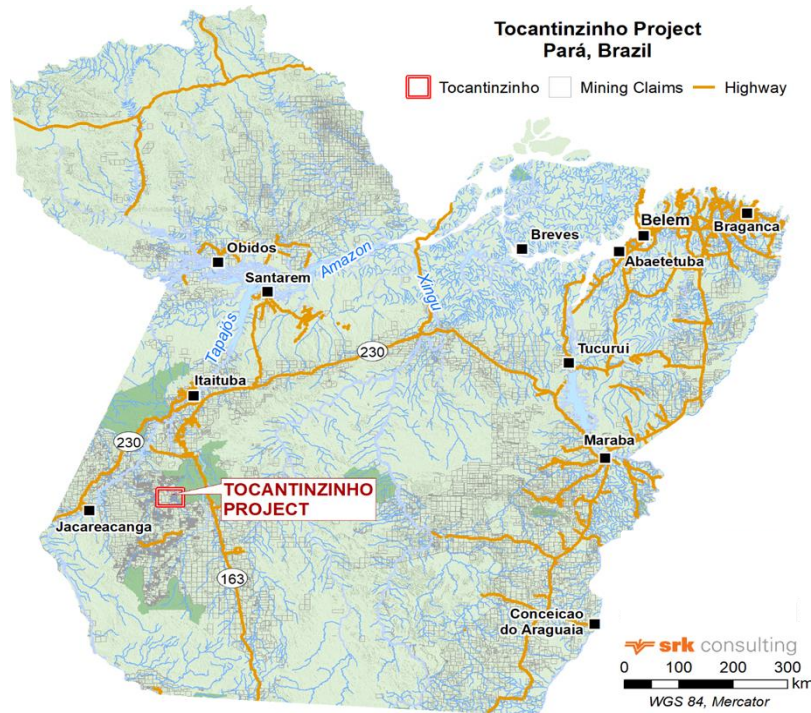 Tocantinzinho Project
Pará, Brazil
Tocantinzinho
Mining Claims
Highway
Obidos
Santarem
Amazon
Tapajós
Xingu
Breves
Belem
Braganca
Abaetetuba
230
Itaituba
Tucurui
230
Maraba
TOCANTINZINHO
PROJECT
Jacareacanga
163
Conceicao
do Araguaia
srk consulting
0 100 200 300
km
WGS 84, Mercator